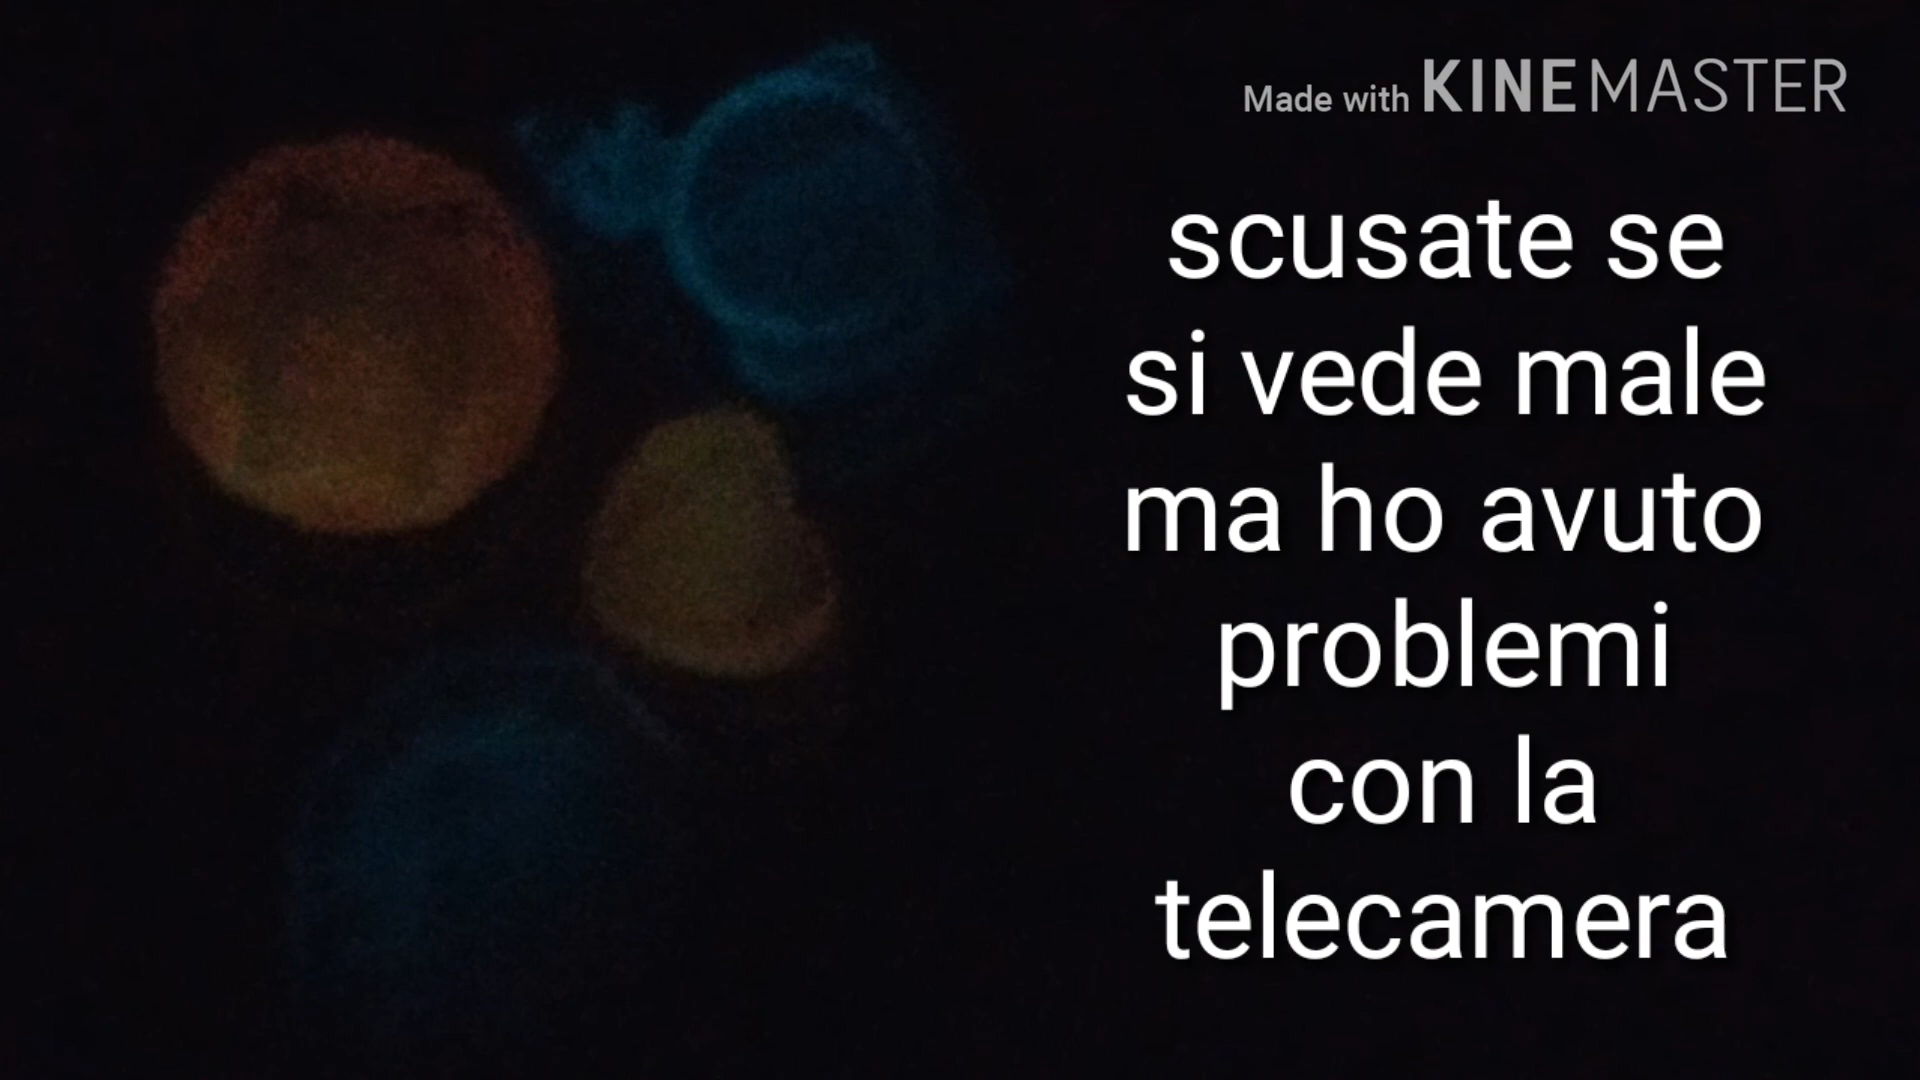 Made with KINEMASTER
scusate se
si vede male
ma ho avuto
problemi
con la
telecamera